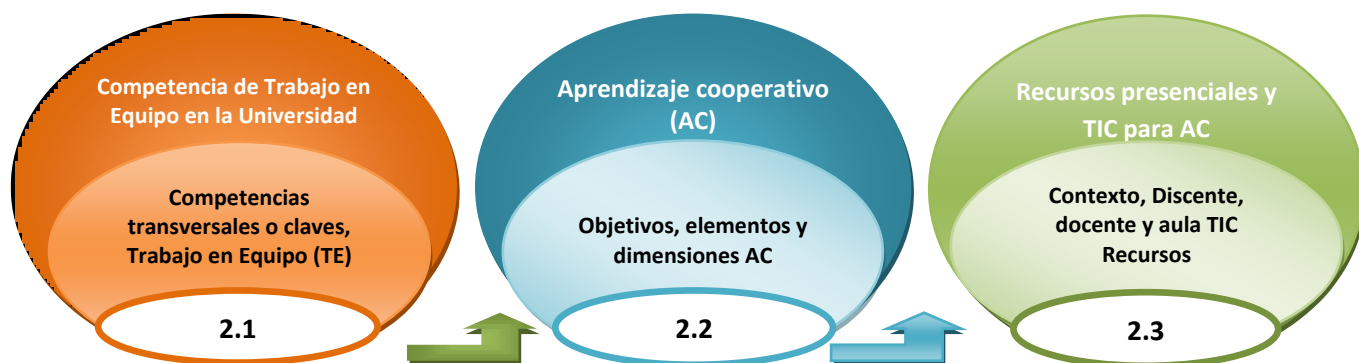 Competencia de Trabajo en
Equipo en la Universidad
Competencias
transversales o claves,
Trabajo en Equipo (TE)
2.1
Aprendizaje cooperativo
(AC)
Objetivos, elementos y
dimensiones AC
2.2
Recursos presenciales y
TIC para AC
Contexto, Discente,
docente y aula TIC
Recursos
2.3